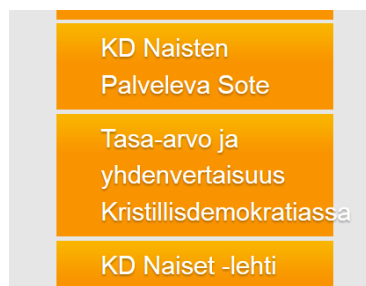 KD Naisten
Palveleva Sote
Tasa-arvo ja
yhdenvertaisuus
Kristillisdemokratiassa
KD Naiset -lehti